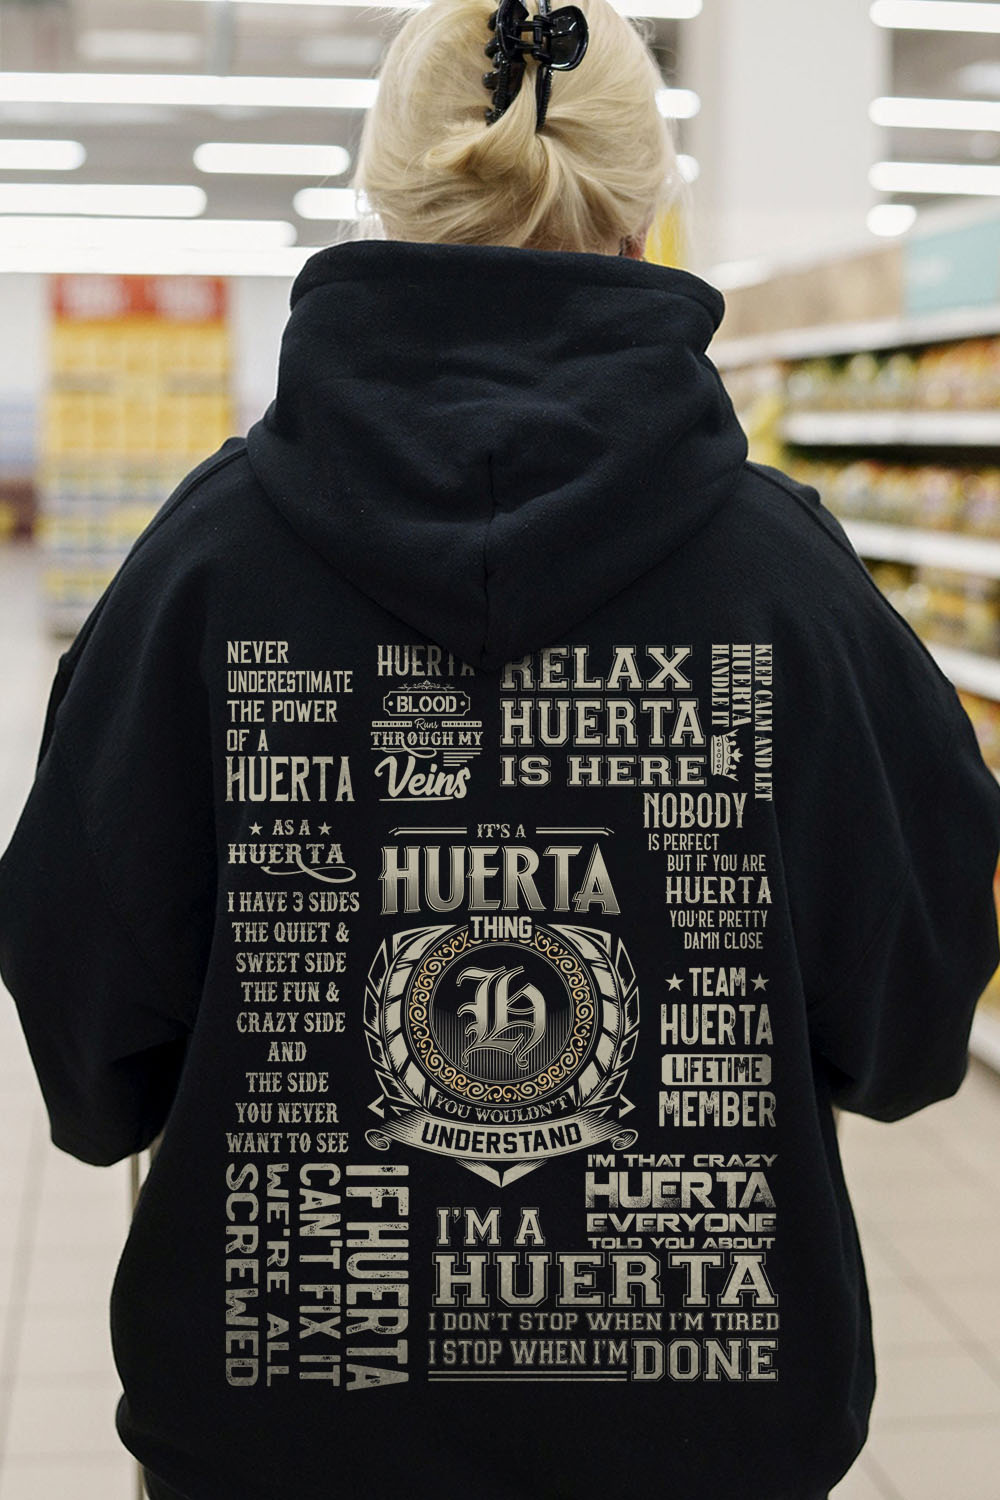 NEVER
UNDERESTIMATE
THE POWER
OF A
HUERTA
HUERTA
BLOOD
Runs
THROUGH MY
Veins
RELAX
HUERTA
IS HERE
KEEP CALM AND LET
HUERTA
HANDLE IT
NOBODY
IS PERFECT
BUT IF YOU ARE
HUERTA
YOU'RE PRETTY
DAMN CLOSE
AS A
HUERTA
I HAVE 3 SIDES
THE QUIET &
SWEET SIDE
THE FUN &
CRAZY SIDE
AND
THE SIDE
YOU NEVER
WANT TO SEE
IT'S A
HUERTA
THING
H
YOU WOULDN'T
UNDERSTAND
TEAM
HUERTA
LIFETIME
MEMBER
IF HUERTA
CAN'T FIX IT
WE'RE ALL
SCREWED
I'M THAT CRAZY
HUERTA
EVERYONE
TOLD YOU ABOUT
I'M A
HUERTA
I DON'T STOP WHEN I'M TIRED
I STOP WHEN I'M DONE